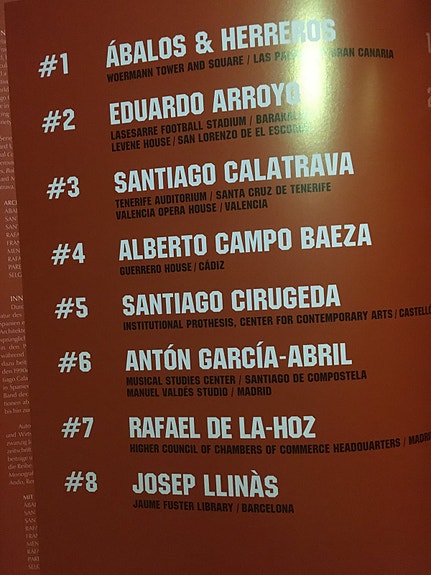 #1 ÁBALOS & HERREROS
WOERMANN TOWER AND SQUARE / LAS GRAN CANARIA
#2 EDUARDO ARROYO
LASESARRE FOOTBALL STADIUM / BARAKAL
LEVENE HOUSE / SAN LORENZO DE EL ESCO
#3 SANTIAGO CALATRAVA
TENERIFE AUDITORIUM / SANTA CRUZ DE TENERIFE
VALENCIA OPERA HOUSE / VALENCIA
#4 ALBERTO CAMPO BAEZA
GUERRERO HOUSE / CÁDIZ
#5 SANTIAGO CIRUGEDA
INSTITUTIONAL PROTHESIS, CENTER FOR CONTEMPORARY ARTS / CASTELLÓ
#6 ANTÓN GARCÍA-ABRIL
MUSICAL STUDIES CENTER / SANTIAGO DE COMPOSTELA
MANUEL VALDÉS STUDIO / MADRID
#7 RAFAEL DE LA-HOZ
HIGHER COUNCIL OF CHAMBERS OF COMMERCE HEADQUARTERS / MADRI
#8 JOSEP LLINÀS
JAUME FUSTER LIBRARY / BARCELONA